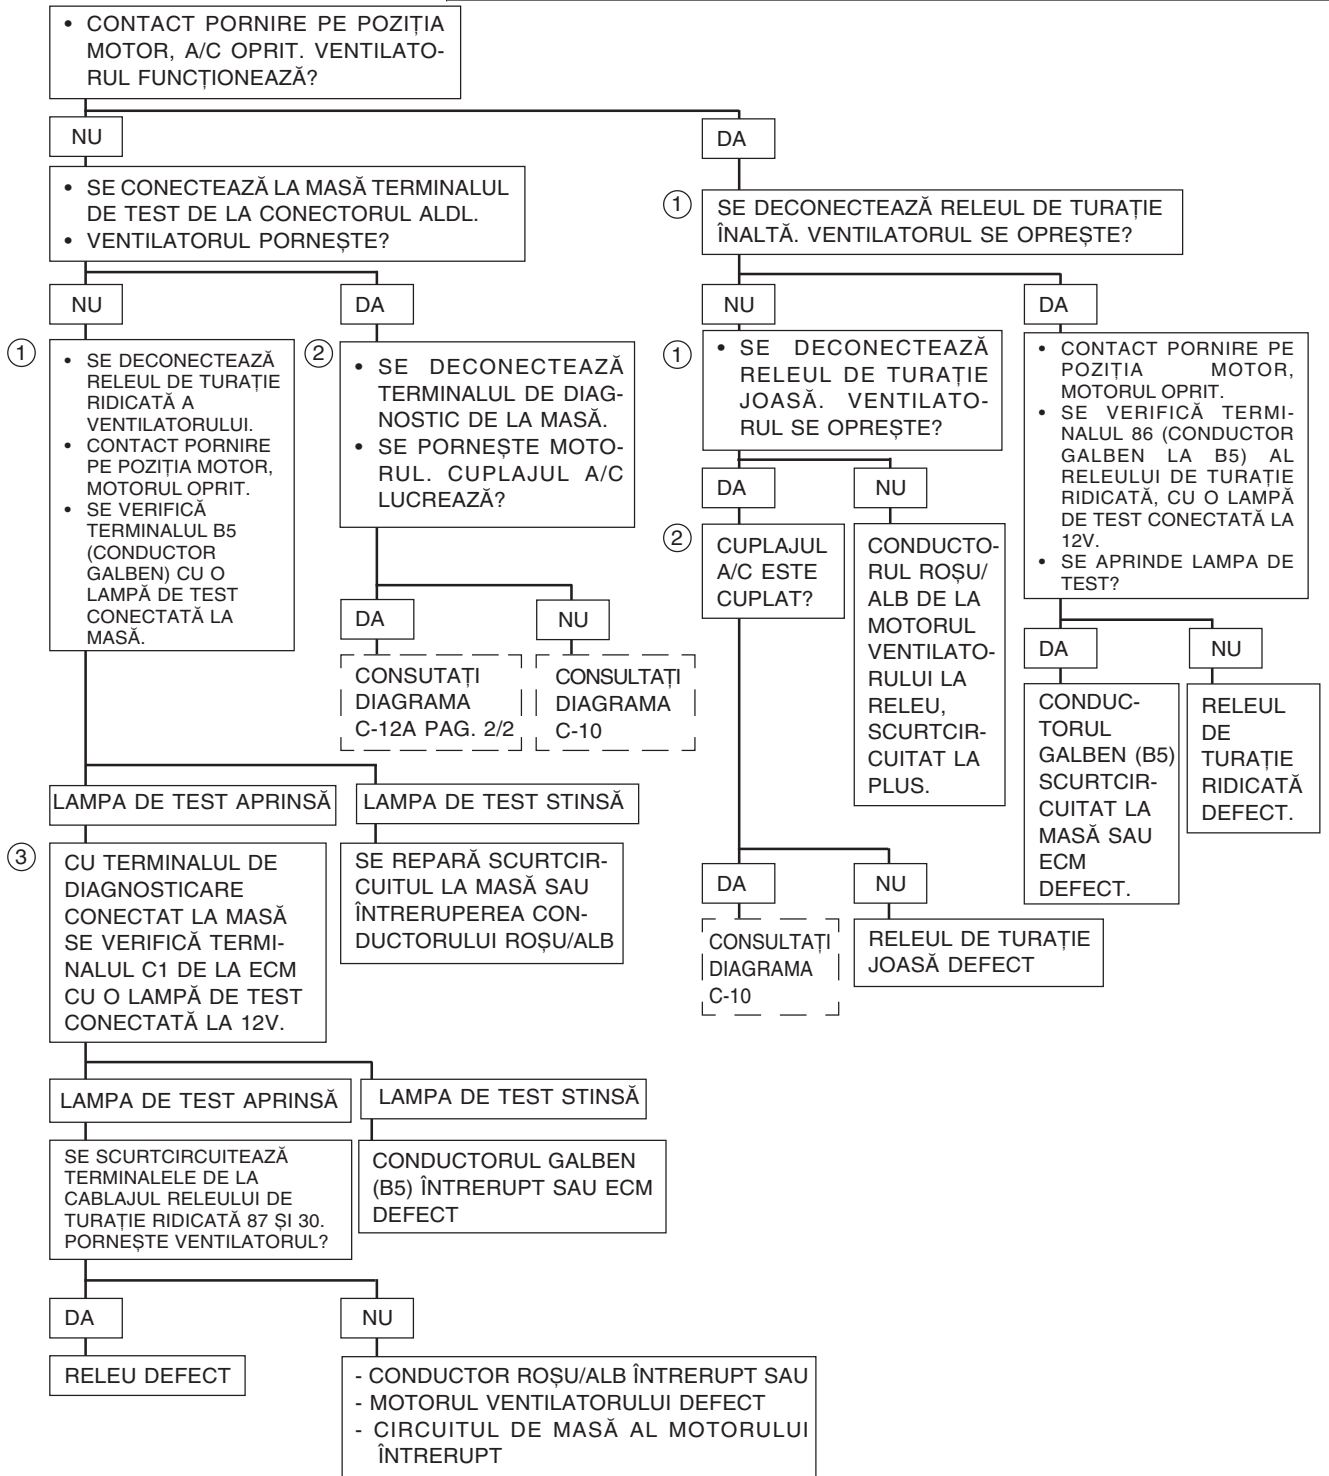 • CONTACT PORNIRE PE POZIȚIA
MOTOR, A/C OPRIT. VENTILATO-
RUL FUNCȚIONEAZĂ?
NU
DA
• SE CONECTEAZĂ LA MASĂ TERMINALUL
DE TEST DE LA CONECTORUL ALDL.
• VENTILATORUL PORNEȘTE?
1
SE DECONECTEAZĂ RELEUL DE TURAȚIE
ÎNALTĂ. VENTILATORUL SE OPREȘTE?
NU
DA
NU
DA
1
• SE DECONECTEAZĂ
RELEUL DE TURAȚIE
RIDICATĂ A
VENTILATORULUI.
• CONTACT PORNIRE
PE POZIȚIA MOTOR,
MOTORUL OPRIT.
• SE VERIFICĂ
TERMINALUL B5
(CONDUCTOR
GALBEN) CU O
LAMPĂ DE TEST
CONECTATĂ LA
MASĂ.
2
• SE DECONECTEAZĂ
TERMINALUL DE DIAG-
NOSTIC DE LA MASĂ.
• SE PORNEȘTE MOTO-
RUL. CUPLAJUL A/C
LUCREAZĂ?
1
• SE DECONECTEAZĂ
RELEUL DE TURAȚIE
JOASĂ. VENTILATO-
RUL SE OPREȘTE?
• CONTACT PORNIRE PE
POZIȚIA MOTOR,
MOTORUL OPRIT.
• SE VERIFICĂ TERMI-
NALUL 86 (CONDUCTOR
GALBEN LA B5) AL
RELEULUI DE TURAȚIE
RIDICATĂ, CU O LAMPĂ
DE TEST CONECTATĂ LA
12V.
• SE APRINDE LAMPA DE
TEST?
DA
NU
2
CUPLAJUL
A/C ESTE
CUPLAT?
CONDUCTO-
RUL ROȘU/
ALB DE LA
MOTORUL
VENTILATO-
RULUI LA
RELEU,
SCURTCIR-
CUITAT LA
PLUS.
DA
NU
CONSUTAȚI
DIAGRAMA
C-12A PAG. 2/2
CONSULTAȚI
DIAGRAMA
C-10
DA
NU
CONDUC-
TORUL
GALBEN (B5)
SCURTCIR-
CUITAT LA
MASĂ SAU
ECM
DEFECT.
RELEUL
DE
TURAȚIE
RIDICATĂ
DEFECT.
LAMPA DE TEST APRINSĂ
LAMPA DE TEST STINSĂ
3
CU TERMINALUL DE
DIAGNOSTICARE
CONECTAT LA MASĂ
SE VERIFICĂ TERMI-
NALUL C1 DE LA ECM
CU O LAMPĂ DE TEST
CONECTATĂ LA 12V.
SE REPARĂ SCURTCIR-
CUITUL LA MASĂ SAU
ÎNTRERUPEREA CON-
DUCTORULUI ROȘU/ALB
DA
NU
CONSULTAȚI
DIAGRAMA
C-10
RELEUL DE TURAȚIE
JOASĂ DEFECT
LAMPA DE TEST APRINSĂ
LAMPA DE TEST STINSĂ
SE SCURTCIRCUITEAZĂ
TERMINALELE DE LA
CABLAJUL RELEULUI DE
TURAȚIE RIDICATĂ 87 ȘI 30.
PORNEȘTE VENTILATORUL?
CONDUCTORUL GALBEN
(B5) ÎNTRERUPT SAU ECM
DEFECT
DA
NU
RELEU DEFECT
- CONDUCTOR ROȘU/ALB ÎNTRERUPT SAU
- MOTORUL VENTILATORULUI DEFECT
- CIRCUITUL DE MASĂ AL MOTORULUI
ÎNTRERUPT